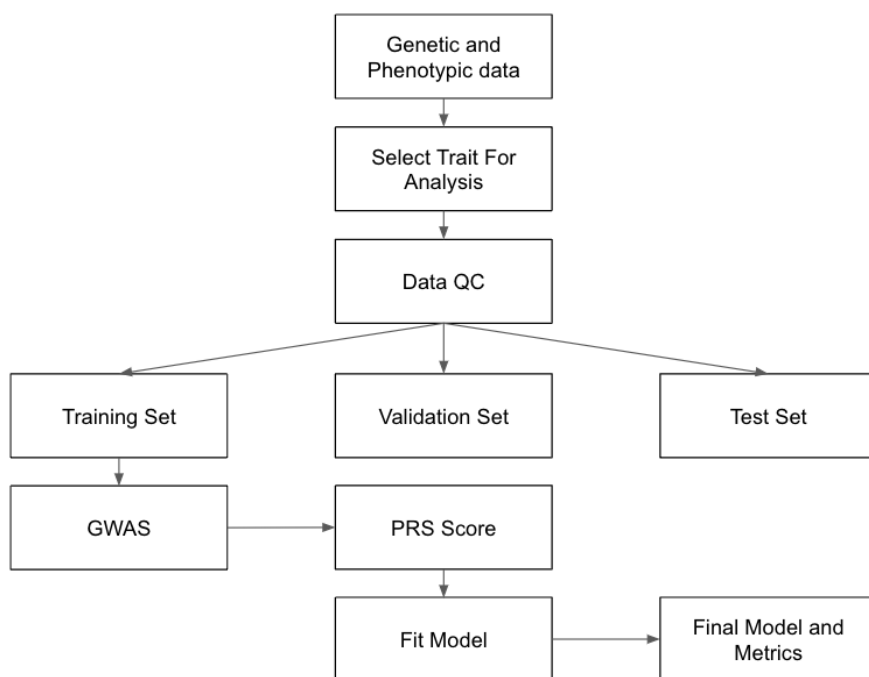 Genetic and
Phenotypic data
Select Trait For
Analysis
Data QC
Training Set
Validation Set
Test Set
GWAS
PRS Score
Fit Model
Final Model and
Metrics